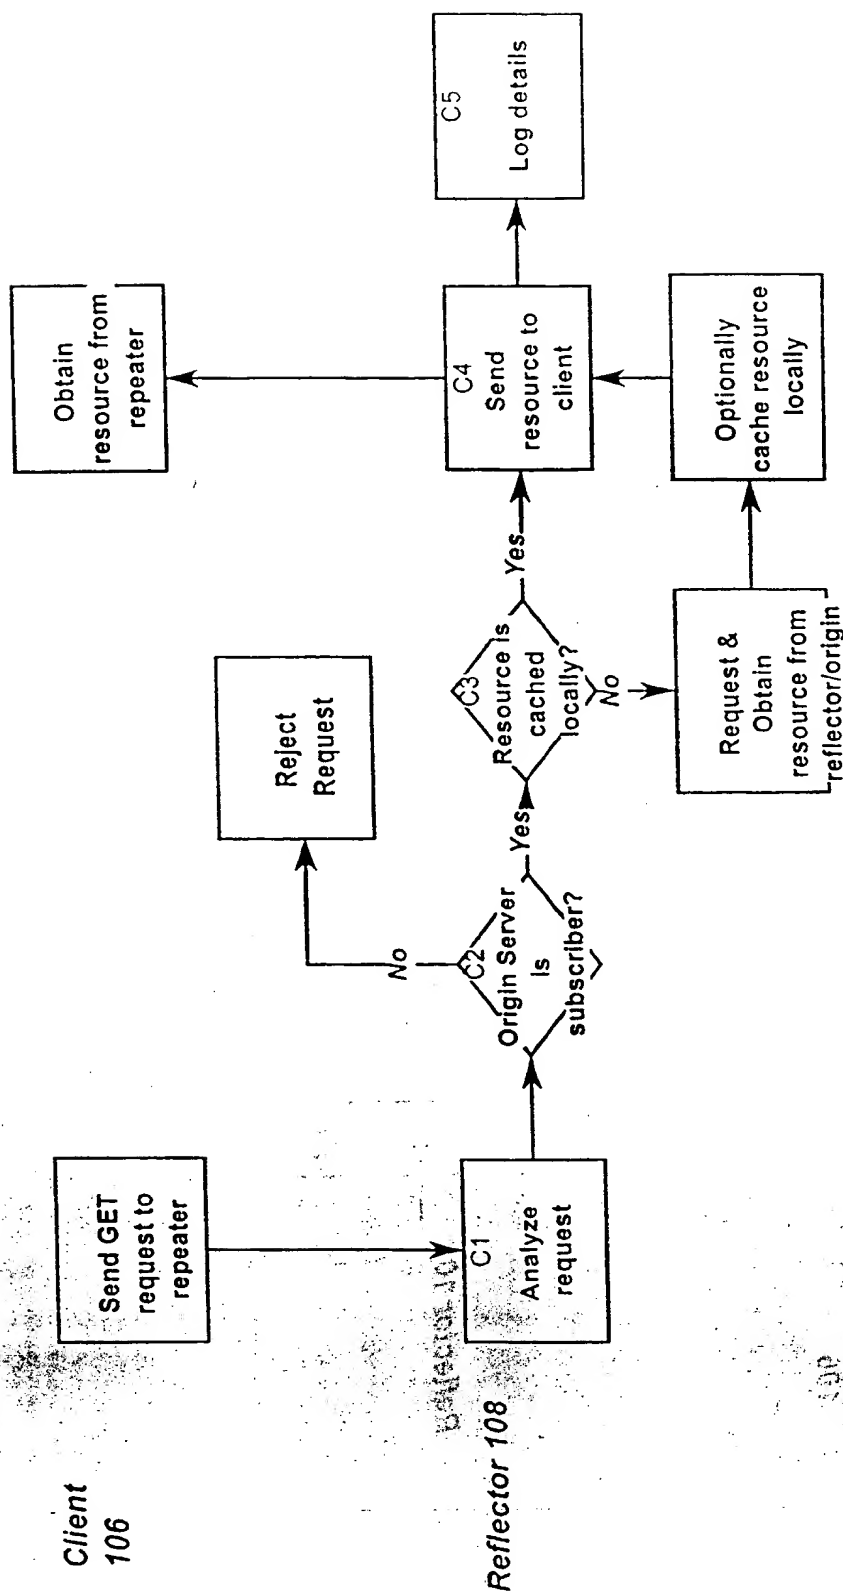 Client
106
Send GET
request to
repeater
Obtain
resource from
repeater
Reject
Request
Reflector 108
C1
Analyze
request
No
C2
Origin Server
is
subscriber?
Yes
C3
Resource is
cached
locally?
Yes
C4
Send
resource to
client
C5
Log details
No
Request &
Obtain
resource from
reflector/origin
Optionally
cache resource
locally